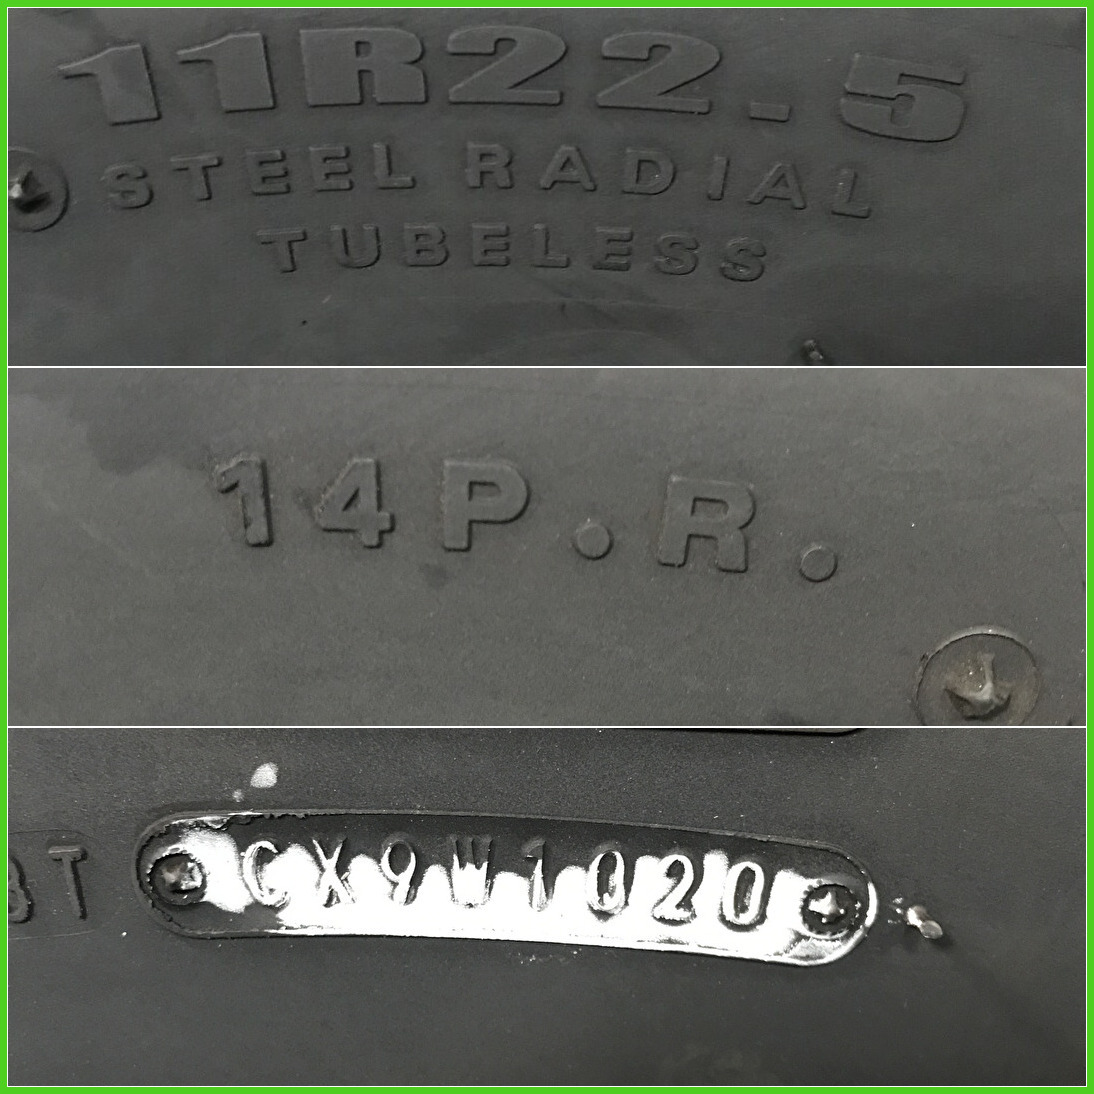 11R22.5
STEEL RADIAL
TUBELESS
14P.R.
CX9W1020